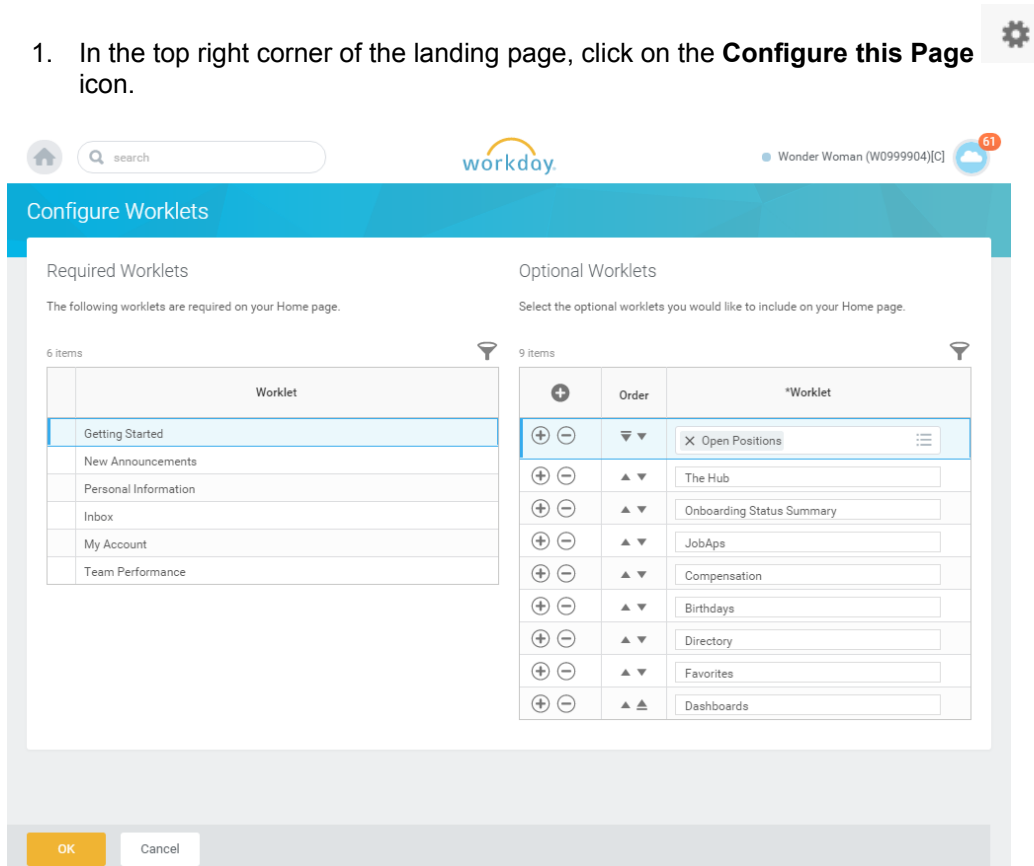 1. In the top right corner of the landing page, click on the Configure this Page
icon.
search
workday.
Wonder Woman (W0999904)[C]
61
Configure Worklets
Required Worklets
The following worklets are required on your Home page.
6 items
Worklet
Getting Started
New Announcements
Personal Information
Inbox
My Account
Team Performance
Optional Worklets
Select the optional worklets you would like to include on your Home page.
9 items
Order
*Worklet
Open Positions
The Hub
Onboarding Status Summary
JobAps
Compensation
Birthdays
Directory
Favorites
Dashboards
OK
Cancel